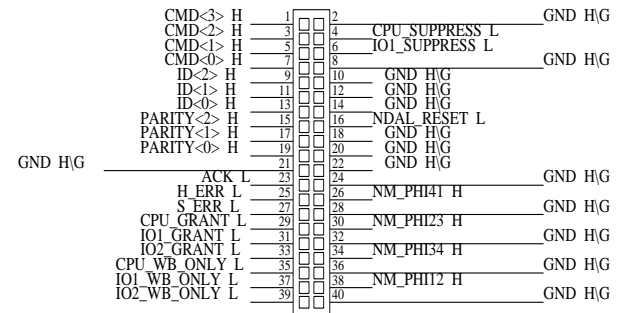 CMD<3> H 1 2 GND H\G
CMD<2> H 3 4 CPU_SUPPRESS L
CMD<1> H 5 6 IO1_SUPPRESS L
CMD<0> H 7 8 GND H\G
ID<2> H 9 10 GND H\G
ID<1> H 11 12 GND H\G
ID<0> H 13 14 GND H\G
PARITY<2> H 15 16 NDAL_RESET L
PARITY<1> H 17 18 GND H\G
PARITY<0> H 19 20 GND H\G
GND H\G 21 22 GND H\G
ACK L 23 24 GND H\G
H_ERR L 25 26 NM_PHI41 H
S_ERR L 27 28 GND H\G
CPU_GRANT L 29 30 NM_PHI23 H
IO1_GRANT L 31 32 GND H\G
IO2_GRANT L 33 34 NM_PHI34 H
CPU_WB_ONLY L 35 36 GND H\G
IO1_WB_ONLY L 37 38 NM_PHI12 H
IO2_WB_ONLY L 39 40 GND H\G